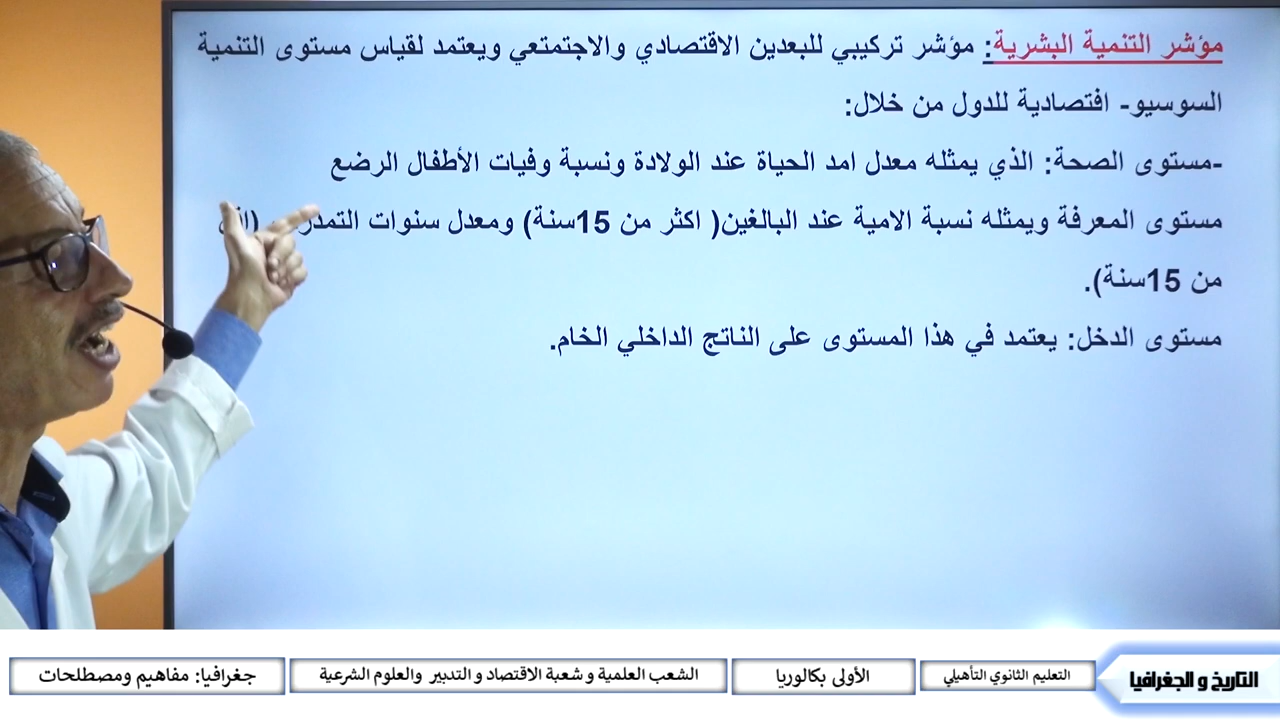 مؤشر التنمية البشرية: مؤشر تركيبي للبعدين الاقتصادي والاجتمتعي ويعتمد لقياس مستوى التنمية
السوسيو- افتصادية للدول من خلال:
-مستوى الصحة: الذي يمثله معدل امد الحياة عند الولادة ونسبة وفيات الأطفال الرضع
مستوى المعرفة ويمثله نسبة الامية عند البالغين( اكثر من 15سنة) ومعدل سنوات
من 15سنة).
مستوى الدخل: يعتمد في هذا المستوى على الناتج الداخلي الخام.
التاريخ و الجغرافيا
التعليم الثانوي التأهيلي
الأولى بكالوريا
الشعب العلمية و شعبة الاقتصاد و التدبير والعلوم الشرعية
جغرافيا: مفاهيم ومصطلحات